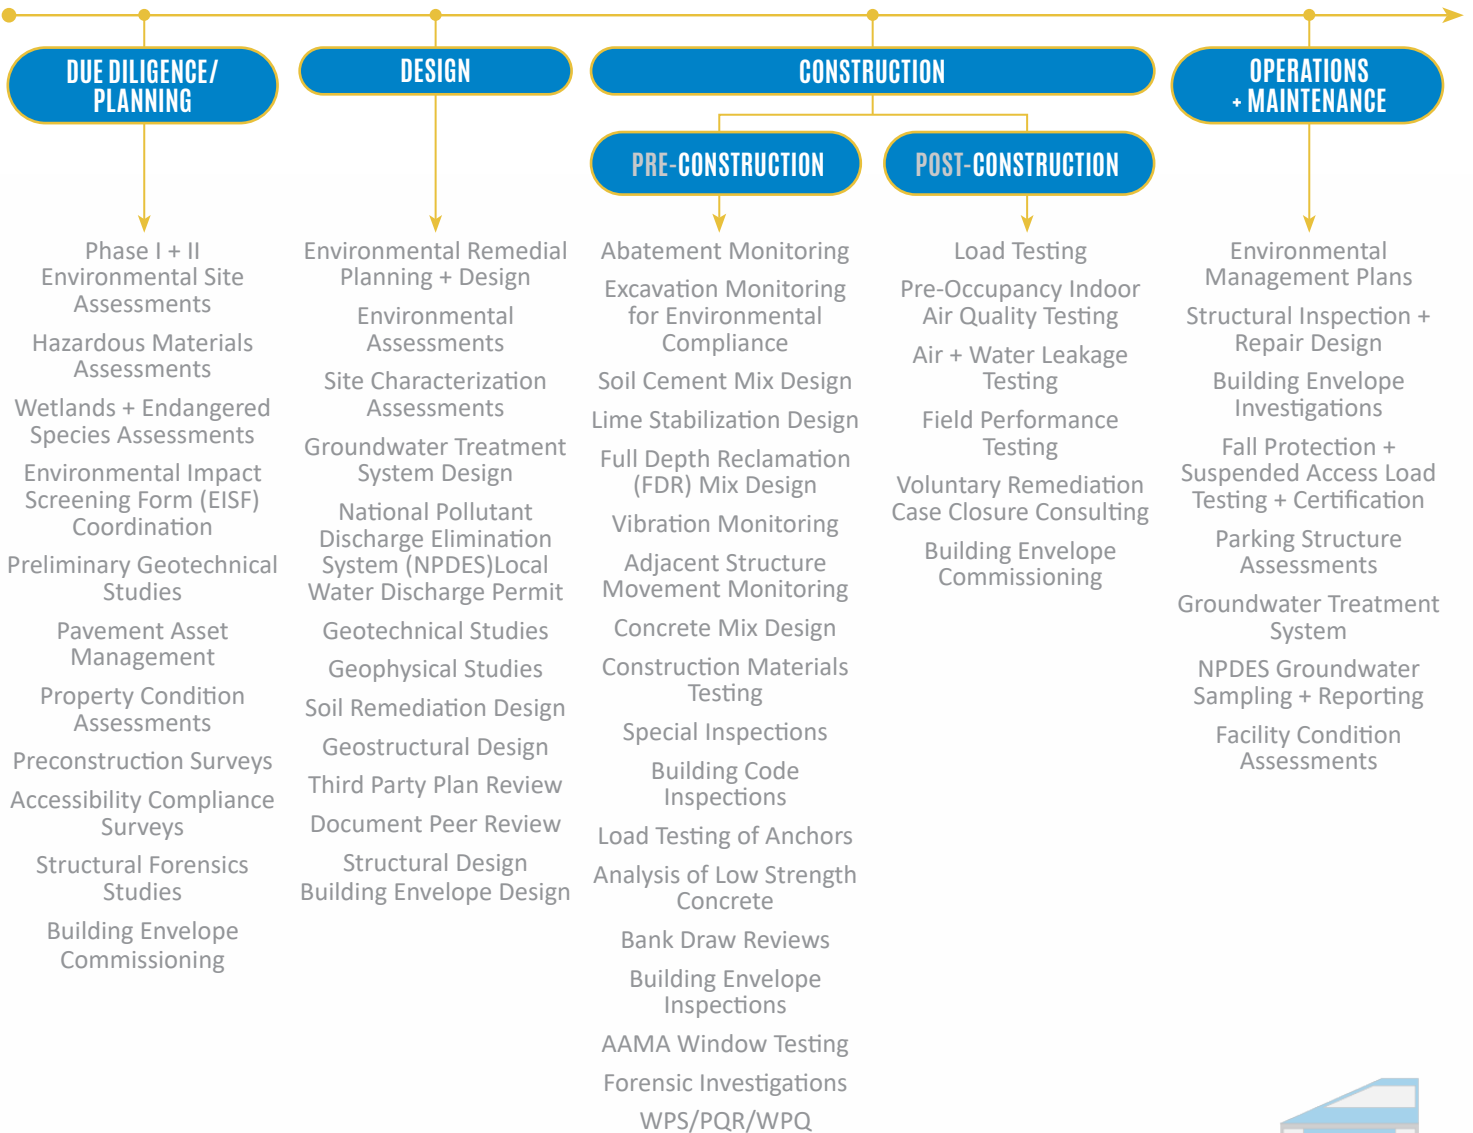 DUE DILIGENCE/
PLANNING
Phase I + II
Environmental Site
Assessments
Hazardous Materials
Assessments
Wetlands + Endangered
Species Assessments
Environmental Impact
Screening Form (EISF)
Coordination
Preliminary Geotechnical
Studies
Pavement Asset
Management
Property Condition
Assessments
Preconstruction Surveys
Accessibility Compliance
Surveys
Structural Forensics
Studies
Building Envelope
Commissioning
DESIGN
Environmental Remedial
Planning + Design
Environmental
Assessments
Site Characterization
Assessments
Groundwater Treatment
System Design
National Pollutant
Discharge Elimination
System (NPDES)Local
Water Discharge Permit
Geotechnical Studies
Geophysical Studies
Soil Remediation Design
Geostructural Design
Third Party Plan Review
Document Peer Review
Structural Design
Building Envelope Design
CONSTRUCTION
PRE-CONSTRUCTION
Abatement Monitoring
Excavation Monitoring
for Environmental
Compliance
Soil Cement Mix Design
Lime Stabilization Design
Full Depth Reclamation
(FDR) Mix Design
Vibration Monitoring
Adjacent Structure
Movement Monitoring
Concrete Mix Design
Construction Materials
Testing
Special Inspections
Building Code
Inspections
Load Testing of Anchors
Analysis of Low Strength
Concrete
Bank Draw Reviews
Building Envelope
Inspections
AAMA Window Testing
Forensic Investigations
WPS/PQR/WPQ
POST-CONSTRUCTION
Load Testing
Pre-Occupancy Indoor
Air Quality Testing
Air + Water Leakage
Testing
Field Performance
Testing
Voluntary Remediation
Case Closure Consulting
Building Envelope
Commissioning
OPERATIONS
+ MAINTENANCE
Environmental
Management Plans
Structural Inspection +
Repair Design
Building Envelope
Investigations
Fall Protection +
Suspended Access Load
Testing + Certification
Parking Structure
Assessments
Groundwater Treatment
System
NPDES Groundwater
Sampling + Reporting
Facility Condition
Assessments